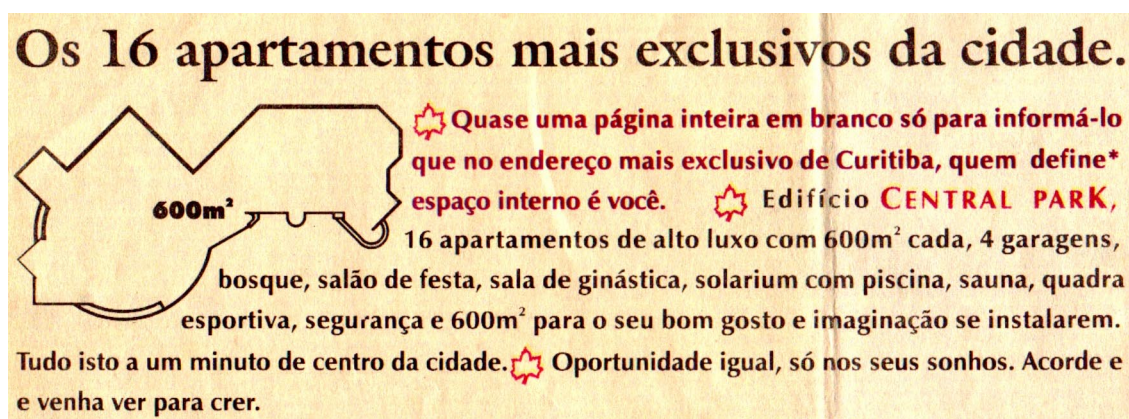 Os 16 apartamentos mais exclusivos da cidade.
Quase uma página inteira em branco só para informá-lo
que no endereço mais exclusivo de Curitiba, quem define*
espaço interno é você. Edifício CENTRAL PARK,
600m²
16 apartamentos de alto luxo com 600m² cada, 4 garagens,
bosque, salão de festa, sala de ginástica, solarium com piscina, sauna, quadra
esportiva, segurança e 600m² para o seu bom gosto e imaginação se instalarem.
Tudo isto a um minuto de centro da cidade. Oportunidade igual, só nos seus sonhos. Acorde e
e venha ver para crer.